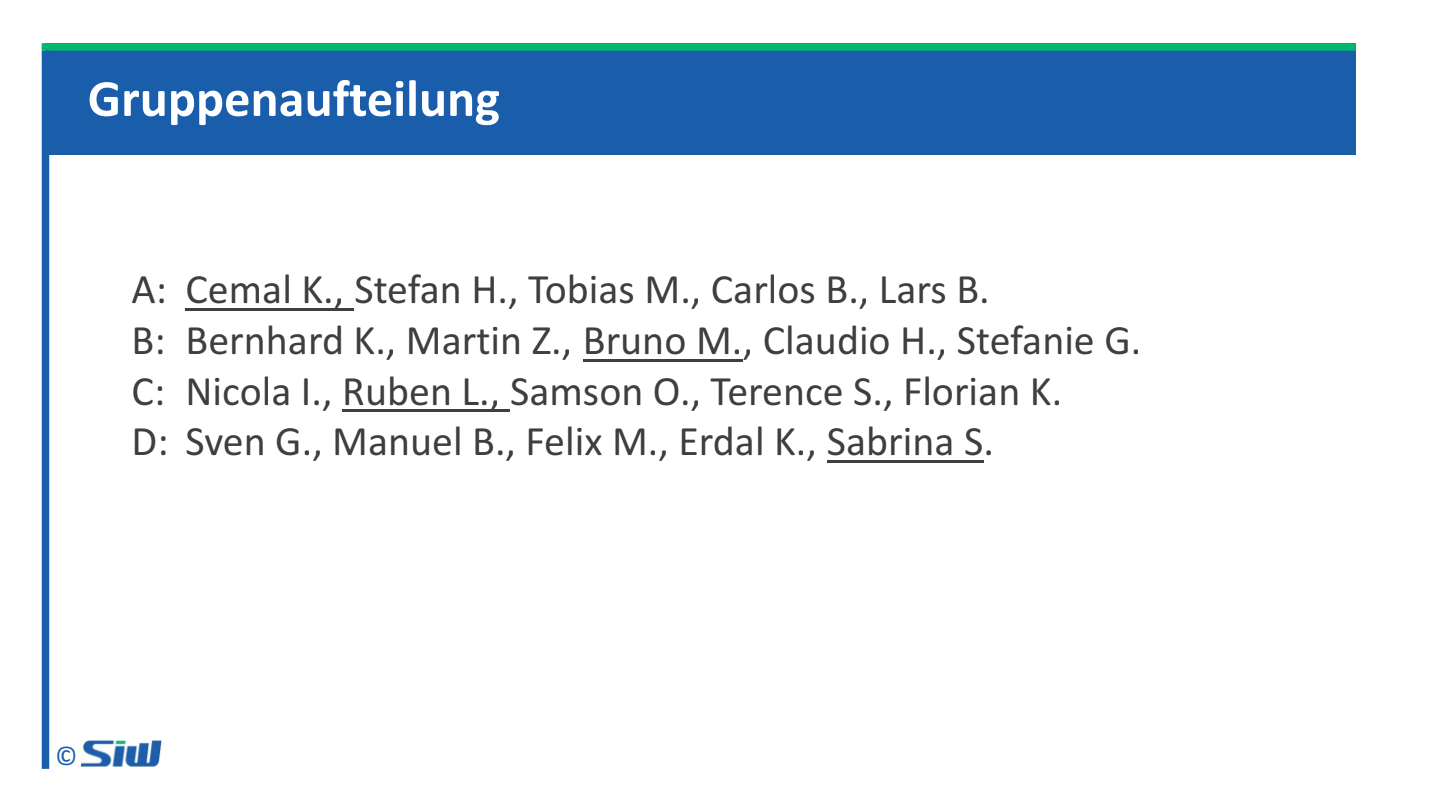 Gruppenaufteilung
A: Cemal K., Stefan H., Tobias M., Carlos B., Lars B.
B: Bernhard K., Martin Z., Bruno M., Claudio H., Stefanie G.
C: Nicola I., Ruben L., Samson O., Terence S., Florian K.
D: Sven G., Manuel B., Felix M., Erdal K., Sabrina S.
© SIW